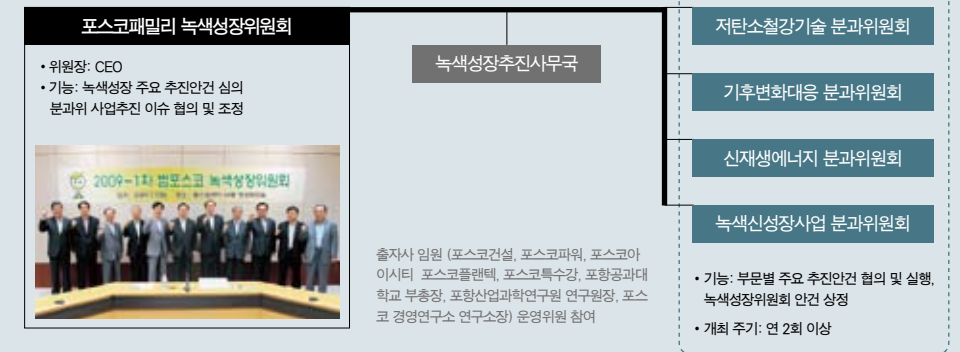 포스코패밀리 녹색성장위원회
• 위원장: CEO
• 기능: 녹색성장 주요 추진안건 심의
분과위 사업추진 이슈 협의 및 조정
2009-1차 범포스코 녹색성장위원회
녹색성장추진사무국
출자사 임원 (포스코건설, 포스코파워, 포스코아
이시티 포스코플랜텍, 포스코특수강, 포항공과대
학교 부총장, 포항산업과학연구원 연구원장, 포스
코 경영연구소 연구소장) 운영위원 참여
저탄소철강기술 분과위원회
기후변화대응 분과위원회
신재생에너지 분과위원회
녹색신성장사업 분과위원회
• 기능: 부문별 주요 추진안건 협의 및 실행,
녹색성장위원회 안건 상정
• 개최 주기: 연 2회 이상